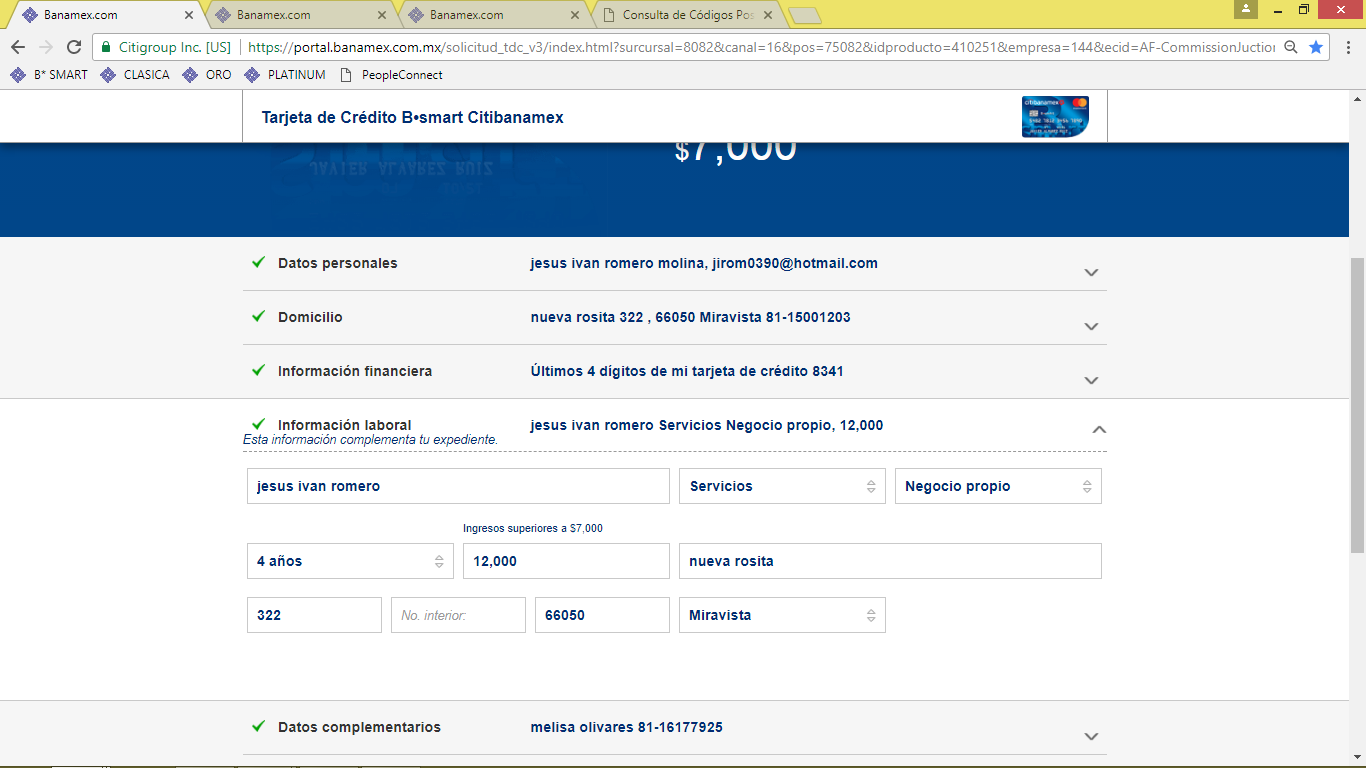 Banamex.com
Banamex.com
Banamex.com
Consulta de Códigos Pos
Citigroup Inc. [US] https://portal.banamex.com.mx/solicitud_tdc_v3/index.html?surcursal=8082&canal=16&pos=75082&idproducto=410251&empresa=144&ecid=AF-CommissionJuctior
B* SMART CLASICA ORO PLATINUM PeopleConnect
Tarjeta de Crédito B•smart Citibanamex
citibanamex
$7,000
JAVIER ALVAREZ RUIZ
Datos personales jesus ivan romero molina, jirom0390@hotmail.com
Domicilio nueva rosita 322 , 66050 Miravista 81-15001203
Información financiera Últimos 4 dígitos de mi tarjeta de crédito 8341
Información laboral jesus ivan romero Servicios Negocio propio, 12,000
Esta información complementa tu expediente.
jesus ivan romero Servicios Negocio propio
Ingresos superiores a $7,000
4 años 12,000 nueva rosita
322 No. interior: 66050 Miravista
Datos complementarios melisa olivares 81-16177925